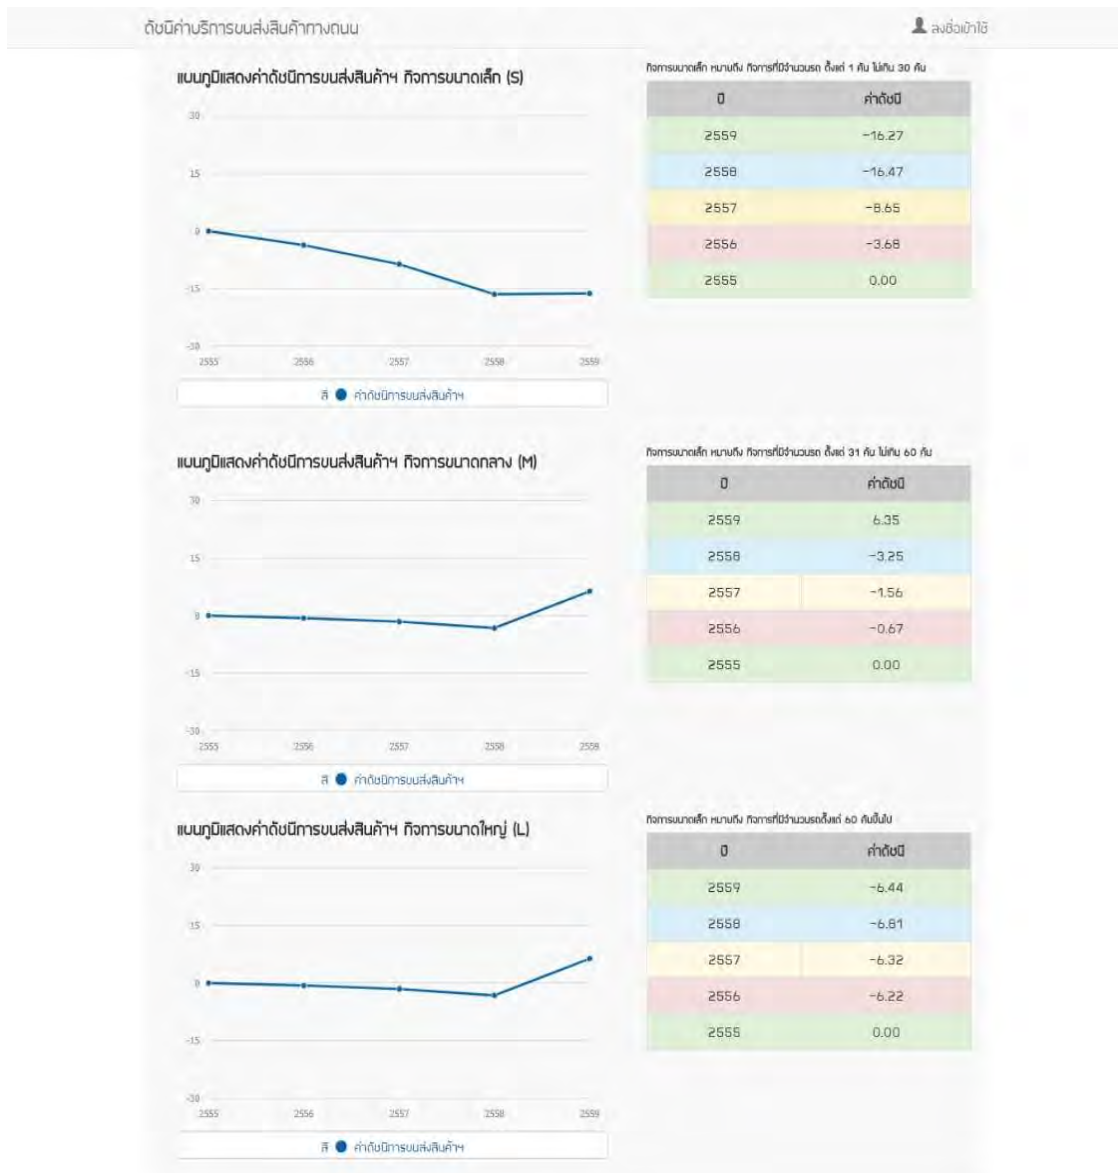 ดัชนีค่าบริการขนส่งสินค้าทางถนน
ลงชื่อเข้าใช้
แผนภูมิแสดงค่าดัชนีการขนส่งสินค้าฯ กิจการขนาดเล็ก (S)
30
15
0
-15
-30
2555 2556 2557 2558 2559
สี ค่าดัชนีการขนส่งสินค้าฯ
กิจการขนาดเล็ก หมายถึง กิจการที่มีจำนวนรถ ตั้งแต่ 1 คัน ไม่เกิน 30 คัน
ปี ค่าดัชนี
2559 -16.27
2558 -16.47
2557 -8.65
2556 -3.68
2555 0.00
แผนภูมิแสดงค่าดัชนีการขนส่งสินค้าฯ กิจการขนาดกลาง (M)
30
15
0
-15
-30
2555 2556 2557 2558 2559
สี ค่าดัชนีการขนส่งสินค้าฯ
กิจการขนาดเล็ก หมายถึง กิจการที่มีจำนวนรถ ตั้งแต่ 31 คัน ไม่เกิน 60 คัน
ปี ค่าดัชนี
2559 6.35
2558 -3.25
2557 -1.56
2556 -0.67
2555 0.00
แผนภูมิแสดงค่าดัชนีการขนส่งสินค้าฯ กิจการขนาดใหญ่ (L)
30
15
0
-15
-30
2555 2556 2557 2558 2559
สี ค่าดัชนีการขนส่งสินค้าฯ
กิจการขนาดเล็ก หมายถึง กิจการที่มีจำนวนรถตั้งแต่ 60 คันขึ้นไป
ปี ค่าดัชนี
2559 -6.44
2558 -6.81
2557 -6.32
2556 -6.22
2555 0.00